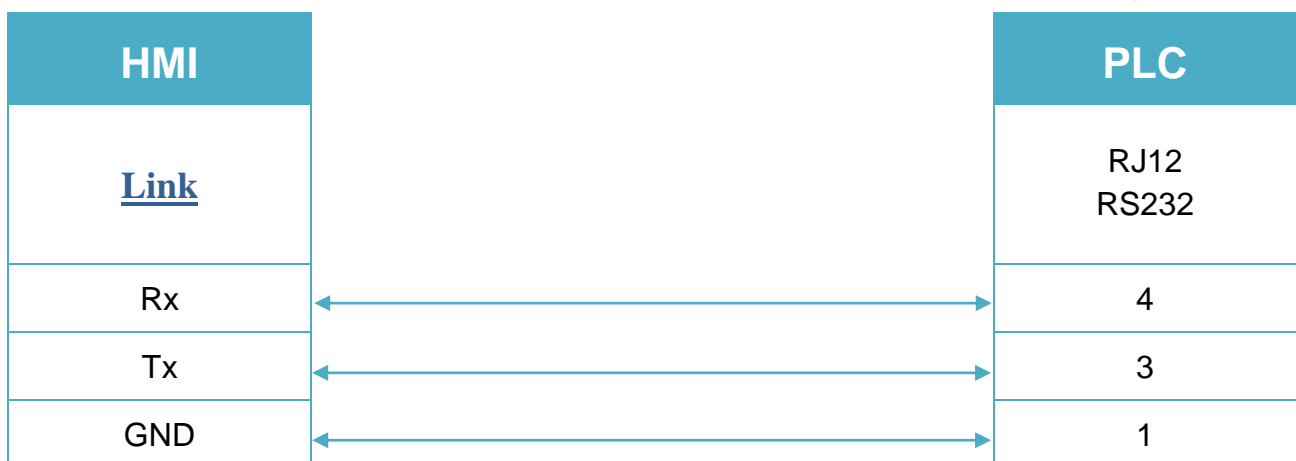 HMI PLC
Link RJ12
RS232
Rx 4
Tx 3
GND 1